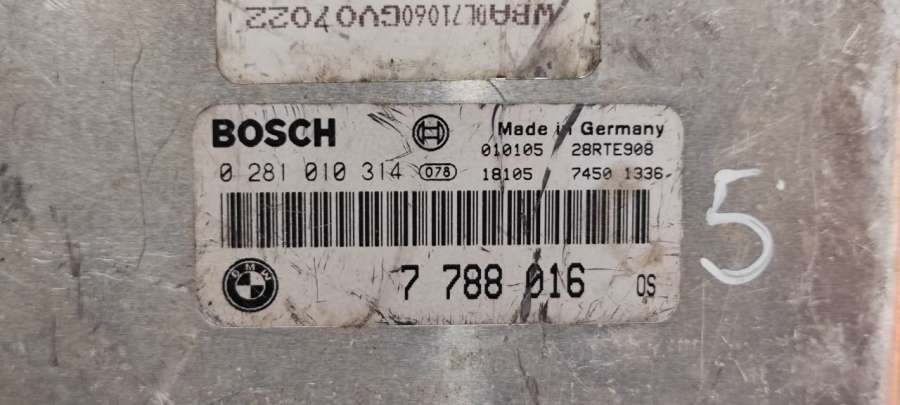 WBADL71060GV07022
BOSCH
Made in Germany
010105 28RTE908
0 281 010 314 078 18105 7450 1336
BMW
7 788 016 OS
5